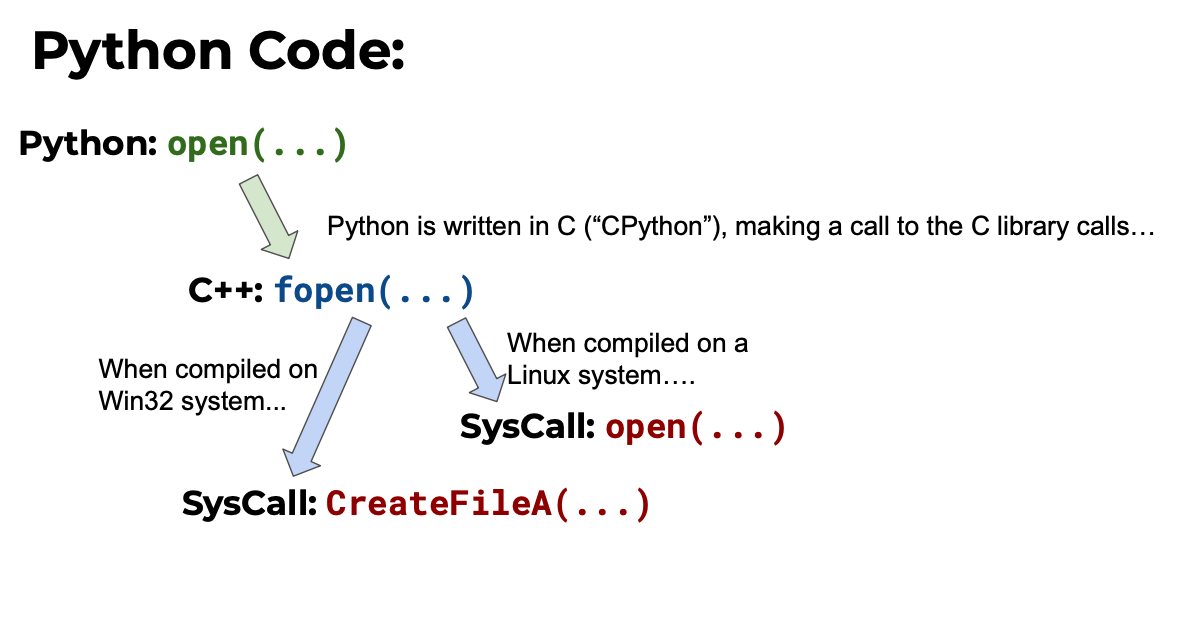 Python Code:
Python: open(...)
Python is written in C (“CPython”), making a call to the C library calls…
C++: fopen(...)
When compiled on
Win32 system...
When compiled on a
Linux system….
SysCall: open(...)
SysCall: CreateFileA(...)